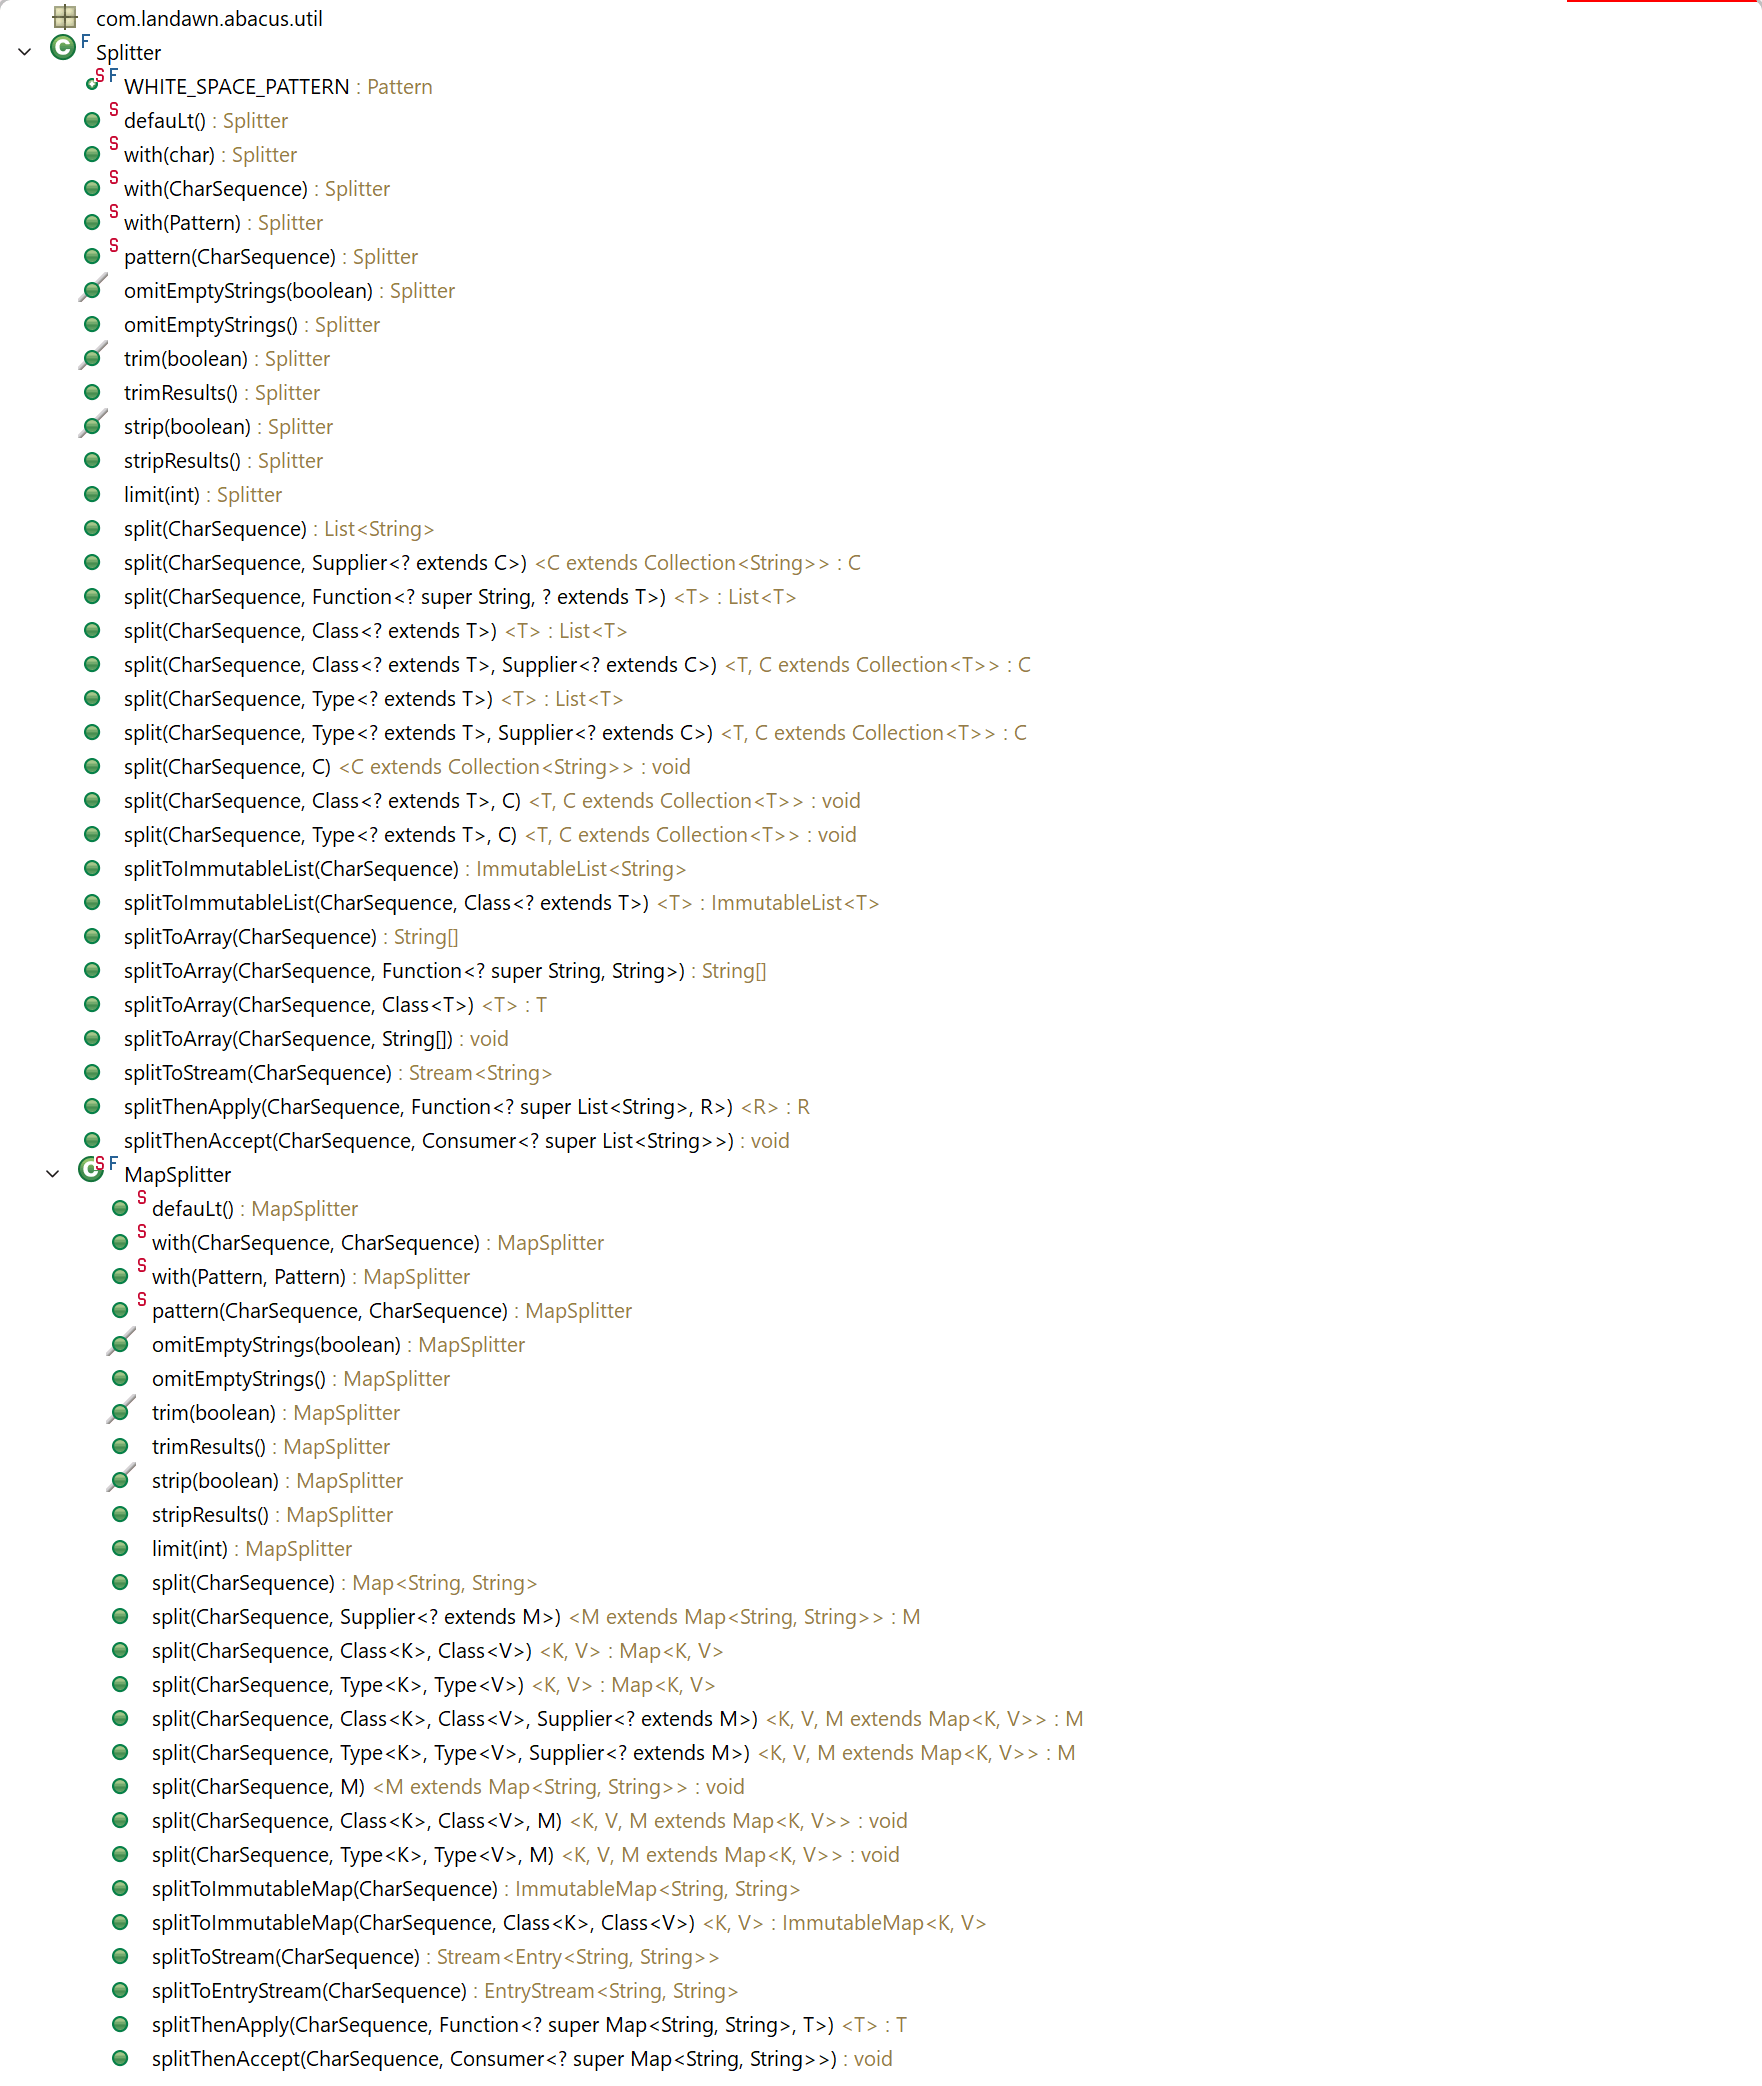 com.landawn.abacus.util
C F Splitter
S F WHITE_SPACE_PATTERN : Pattern
S defauLt() : Splitter
S with(char) : Splitter
S with(CharSequence) : Splitter
S with(Pattern) : Splitter
S pattern(CharSequence) : Splitter
omitEmptyStrings(boolean) : Splitter
omitEmptyStrings() : Splitter
trim(boolean) : Splitter
trimResults() : Splitter
strip(boolean) : Splitter
stripResults() : Splitter
limit(int) : Splitter
split(CharSequence) : List<String>
split(CharSequence, Supplier<? extends C>) <C extends Collection<String>> : C
split(CharSequence, Function<? super String, ? extends T>) <T> : List<T>
split(CharSequence, Class<? extends T>) <T> : List<T>
split(CharSequence, Class<? extends T>, Supplier<? extends C>) <T, C extends Collection<T>> : C
split(CharSequence, Type<? extends T>) <T> : List<T>
split(CharSequence, Type<? extends T>, Supplier<? extends C>) <T, C extends Collection<T>> : C
split(CharSequence, C) <C extends Collection<String>> : void
split(CharSequence, Class<? extends T>, C) <T, C extends Collection<T>> : void
split(CharSequence, Type<? extends T>, C) <T, C extends Collection<T>> : void
splitToImmutableList(CharSequence) : ImmutableList<String>
splitToImmutableList(CharSequence, Class<? extends T>) <T> : ImmutableList<T>
splitToArray(CharSequence) : String[]
splitToArray(CharSequence, Function<? super String, String>) : String[]
splitToArray(CharSequence, Class<T>) <T> : T
splitToArray(CharSequence, String[]) : void
splitToStream(CharSequence) : Stream<String>
splitThenApply(CharSequence, Function<? super List<String>, R>) <R> : R
splitThenAccept(CharSequence, Consumer<? super List<String>>) : void
C S F MapSplitter
S defauLt() : MapSplitter
S with(CharSequence, CharSequence) : MapSplitter
S with(Pattern, Pattern) : MapSplitter
S pattern(CharSequence, CharSequence) : MapSplitter
omitEmptyStrings(boolean) : MapSplitter
omitEmptyStrings() : MapSplitter
trim(boolean) : MapSplitter
trimResults() : MapSplitter
strip(boolean) : MapSplitter
stripResults() : MapSplitter
limit(int) : MapSplitter
split(CharSequence) : Map<String, String>
split(CharSequence, Supplier<? extends M>) <M extends Map<String, String>> : M
split(CharSequence, Class<K>, Class<V>) <K, V> : Map<K, V>
split(CharSequence, Type<K>, Type<V>) <K, V> : Map<K, V>
split(CharSequence, Class<K>, Class<V>, Supplier<? extends M>) <K, V, M extends Map<K, V>> : M
split(CharSequence, Type<K>, Type<V>, Supplier<? extends M>) <K, V, M extends Map<K, V>> : M
split(CharSequence, M) <M extends Map<String, String>> : void
split(CharSequence, Class<K>, Class<V>, M) <K, V, M extends Map<K, V>> : void
split(CharSequence, Type<K>, Type<V>, M) <K, V, M extends Map<K, V>> : void
splitToImmutableMap(CharSequence) : ImmutableMap<String, String>
splitToImmutableMap(CharSequence, Class<K>, Class<V>) <K, V> : ImmutableMap<K, V>
splitToStream(CharSequence) : Stream<Entry<String, String>>
splitToEntryStream(CharSequence) : EntryStream<String, String>
splitThenApply(CharSequence, Function<? super Map<String, String>, T>) <T> : T
splitThenAccept(CharSequence, Consumer<? super Map<String, String>>) : void